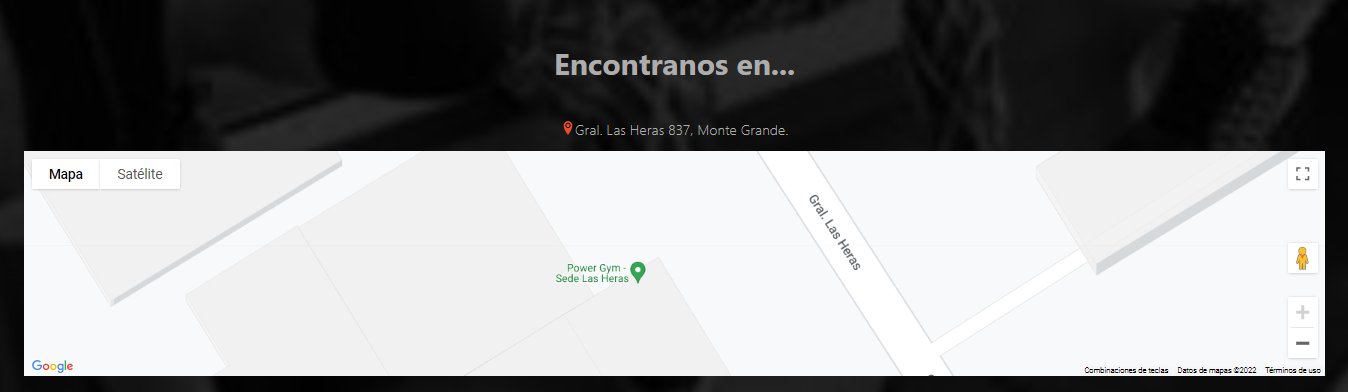 Encontranos en...
Gral. Las Heras 837, Monte Grande.
Mapa Satélite
Gral. Las Heras
Power Gym -
Sede Las Heras
Google
Combinaciones de teclas Datos de mapas ©2022 Términos de uso